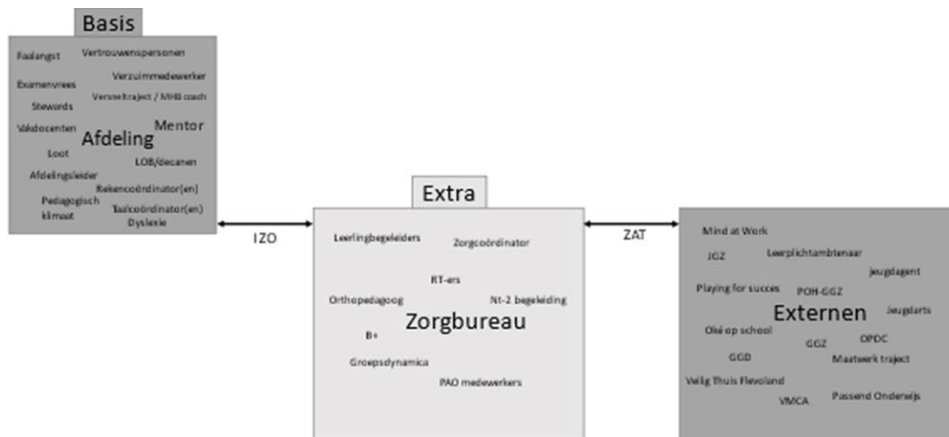 Basis
Faalangst
Vertrouwenspersonen
Verzuimmedewerker
Examenvrees
Versneltraject / MHB coach
Stewards
Vakdocenten
Mentor
Afdeling
Loot
LOB/decanen
Afdelingsleider
Rekencoördinator(en)
Pedagogisch
klimaat
Taalcoördinator(en)
Dyslexie
IZO
Extra
Leerlingbegeleiders
Zorgcoördinator
RT-ers
Orthopedagoog
Nt-2 begeleiding
Zorgbureau
B+
Groepsdynamica
PAO medewerkers
ZAT
Mind at Work
JGZ
Leerplichtambtenaar
Jeugdagent
Playing for succes
POH-GGZ
Externen
Jeugdarts
Oké op school
GGZ
OPDC
GGD
Maatwerk traject
Veilig Thuis Flevoland
VMCA
Passend Onderwijs